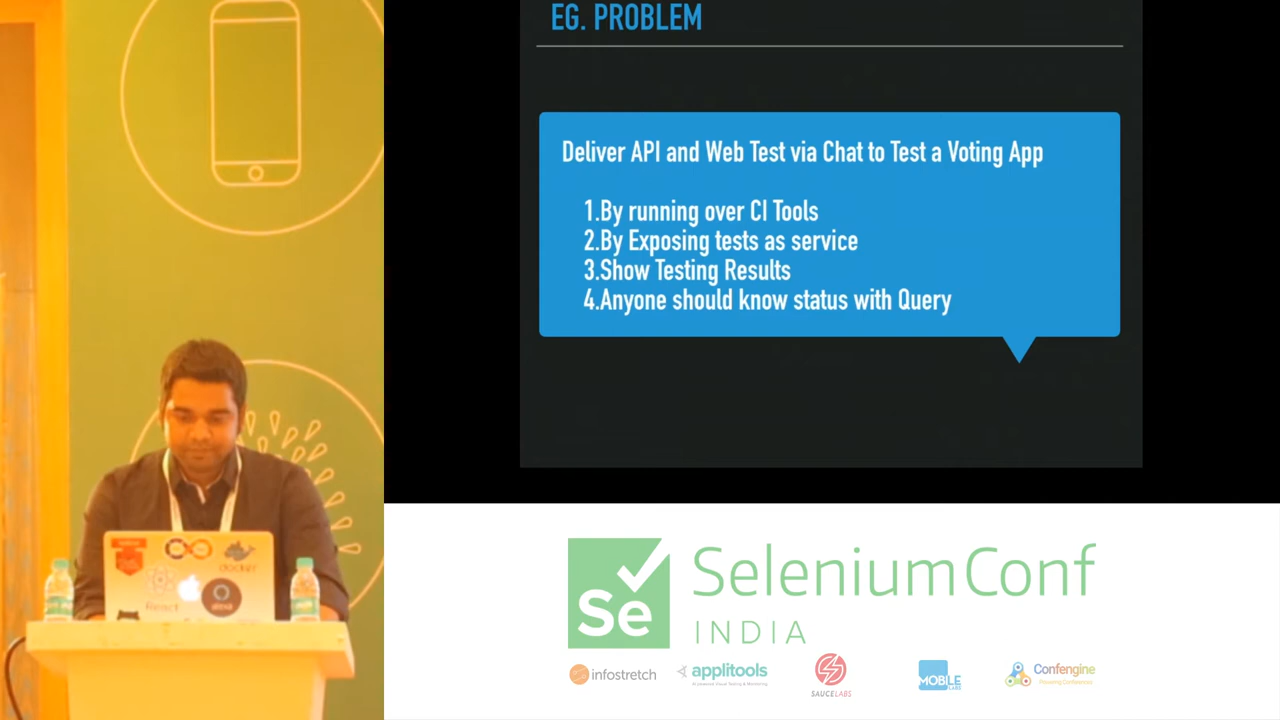 EG. PROBLEM
Deliver API and Web Test via Chat to Test a Voting App
1.By running over CI Tools
2.By Exposing tests as service
3.Show Testing Results
4.Anyone should know status with Query
docker
React
alexa
Se
SeleniumConf
INDIA
infostretch
applitools
SAUCELABS
MOBILE
LABS
Confengine